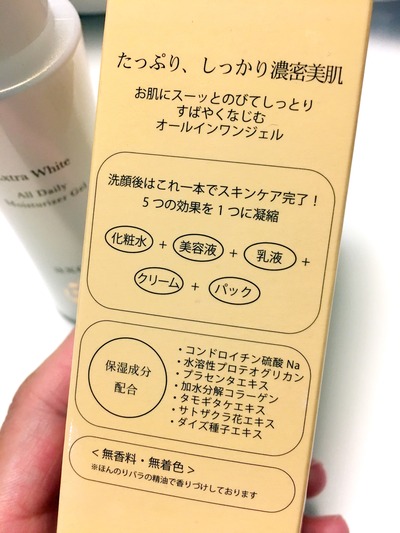 たっぷり、しっかり濃密美肌
お肌にスーッとのびてしっとり
すばやくなじむ
オールインワンジェル
洗顔後はこれ一本でスキンケア完了！
5つの効果を1つに凝縮
化粧水 + 美容液 + 乳液 +
クリーム + パック
保湿成分
配合
・コンドロイチン硫酸 Na
・水溶性プロテオグリカン
・プラセンタエキス
・加水分解コラーゲン
・タモギタケエキス
・サトザクラ花エキス
・ダイズ種子エキス
＜無香料・無着色＞
※ほんのりバラの精油で香りづけしております
Extra White
All Daily
Moisturizer Gel